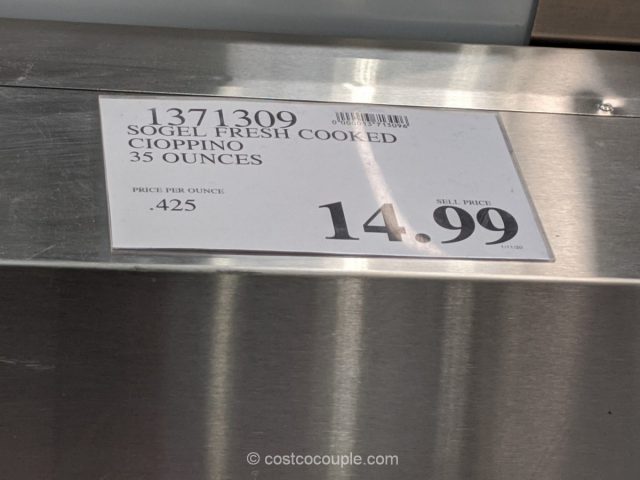 1371309
SOGEL FRESH COOKED
CIOPPINO
35 OUNCES
PRICE PER OUNCE
.425
SELL PRICE
14.99
© costcocouple.com